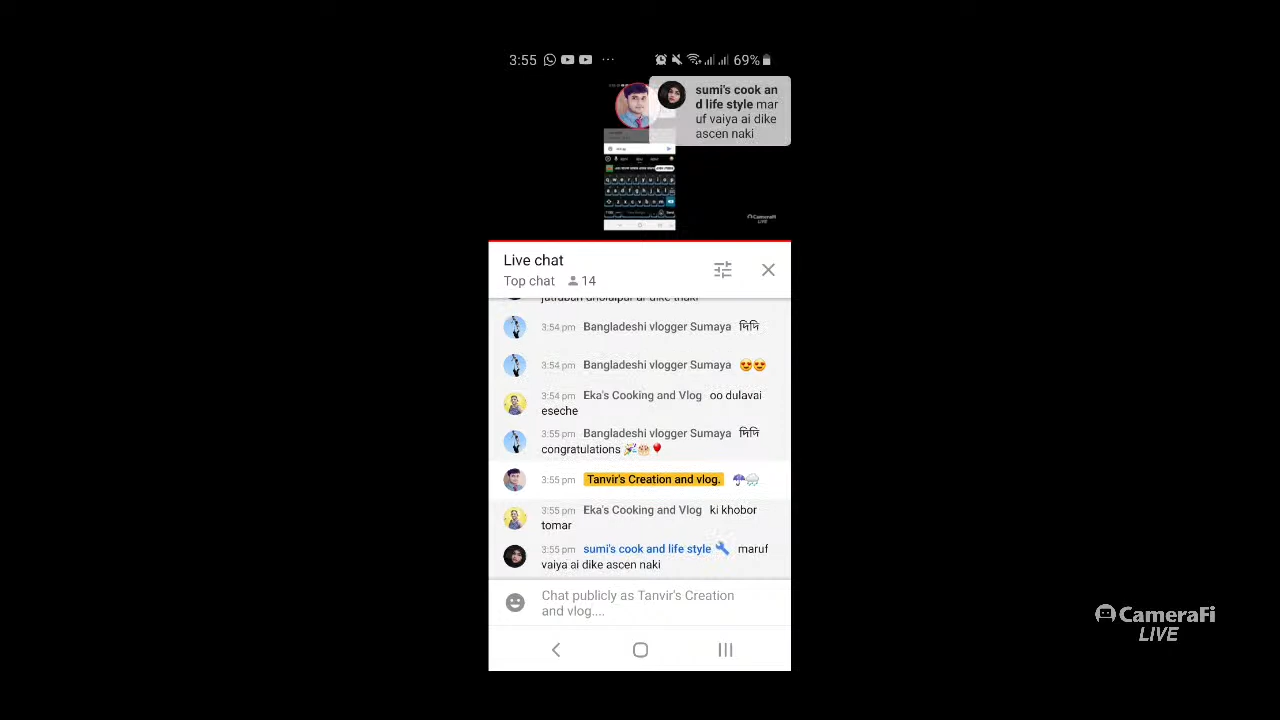 3:55 69%
sumi's cook an
d life style mar
uf vaiya ai dike
ascen naki
q w e r t y u i o p
a s d f g h j k l
z x c v b n m
CameraFi
LIVE
Live chat
Top chat 14
3:54 pm Bangladeshi vlogger Sumaya দিদি
3:54 pm Bangladeshi vlogger Sumaya 😍😍
3:54 pm Eka's Cooking and Vlog oo dulavai
eseche
3:55 pm Bangladeshi vlogger Sumaya দিদি
congratulations 🎉🎂🎈
3:55 pm Tanvir's Creation and vlog. ☂️🌧️
3:55 pm Eka's Cooking and Vlog ki khobor
tomar
3:55 pm sumi's cook and life style 🔧 maruf
vaiya ai dike ascen naki
Chat publicly as Tanvir's Creation
and vlog....
CameraFi
LIVE